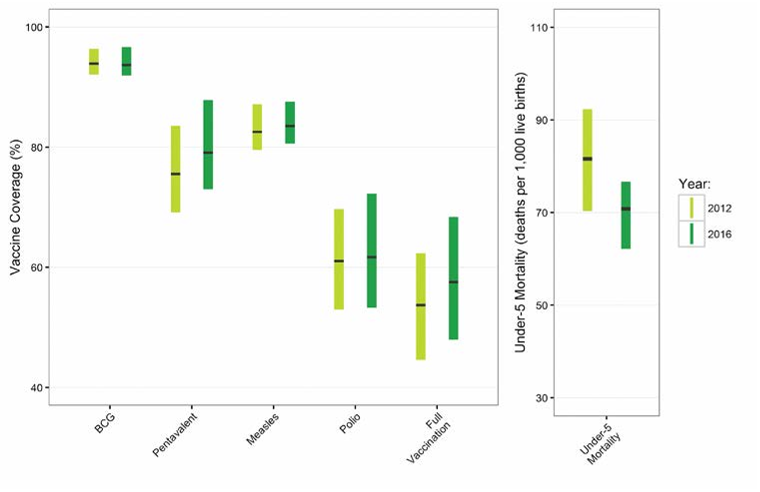 Vaccine Coverage (%)
100
80
60
40
BCG
Pentavalent
Measles
Polio
Full
Vaccination
Under-5 Mortality (deaths per 1,000 live births)
110
90
70
50
30
Under-5
Mortality
Year:
2012
2016